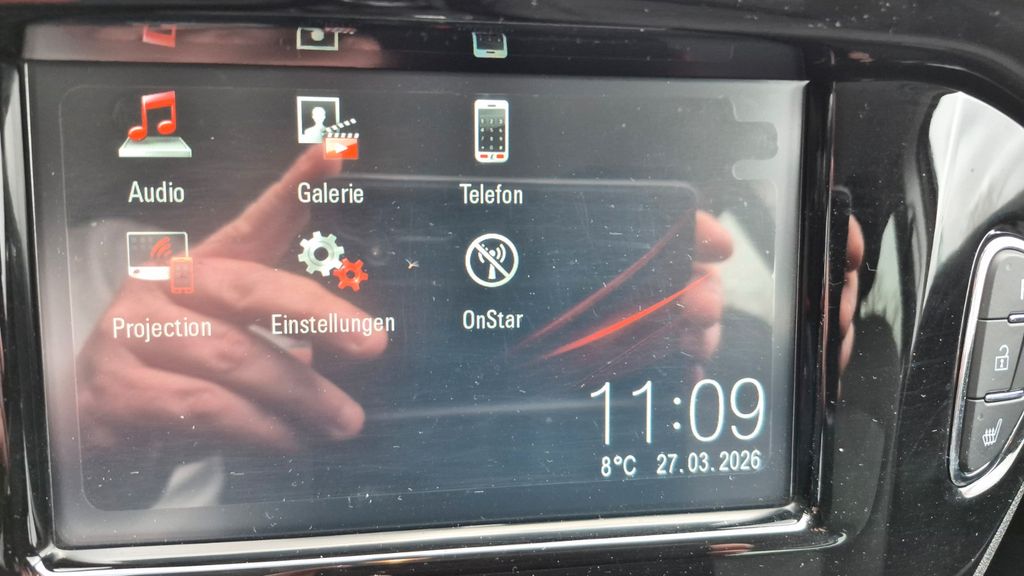 Audio
Galerie
Telefon
Projection
Einstellungen
OnStar
11:09
8°C 27.03.2026